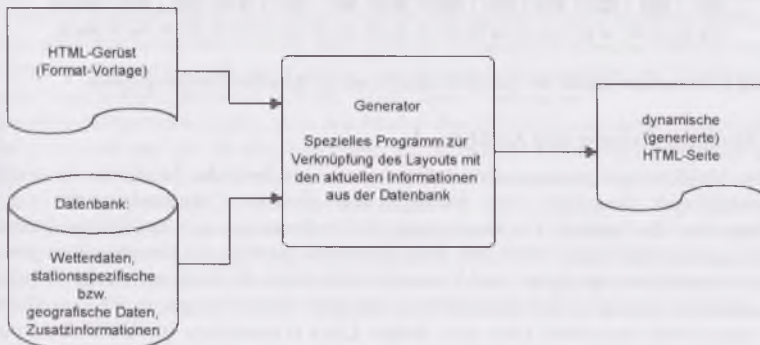 HTML-Gerüst
(Format-Vorlage)
Generator
Spezielles Programm zur
Verknüpfung des Layouts mit
den aktuellen Informationen
aus der Datenbank
dynamische
(generierte)
HTML-Seite
Datenbank:
Wetterdaten,
stationsspezifische
bzw.
geografische Daten,
Zusatzinformationen